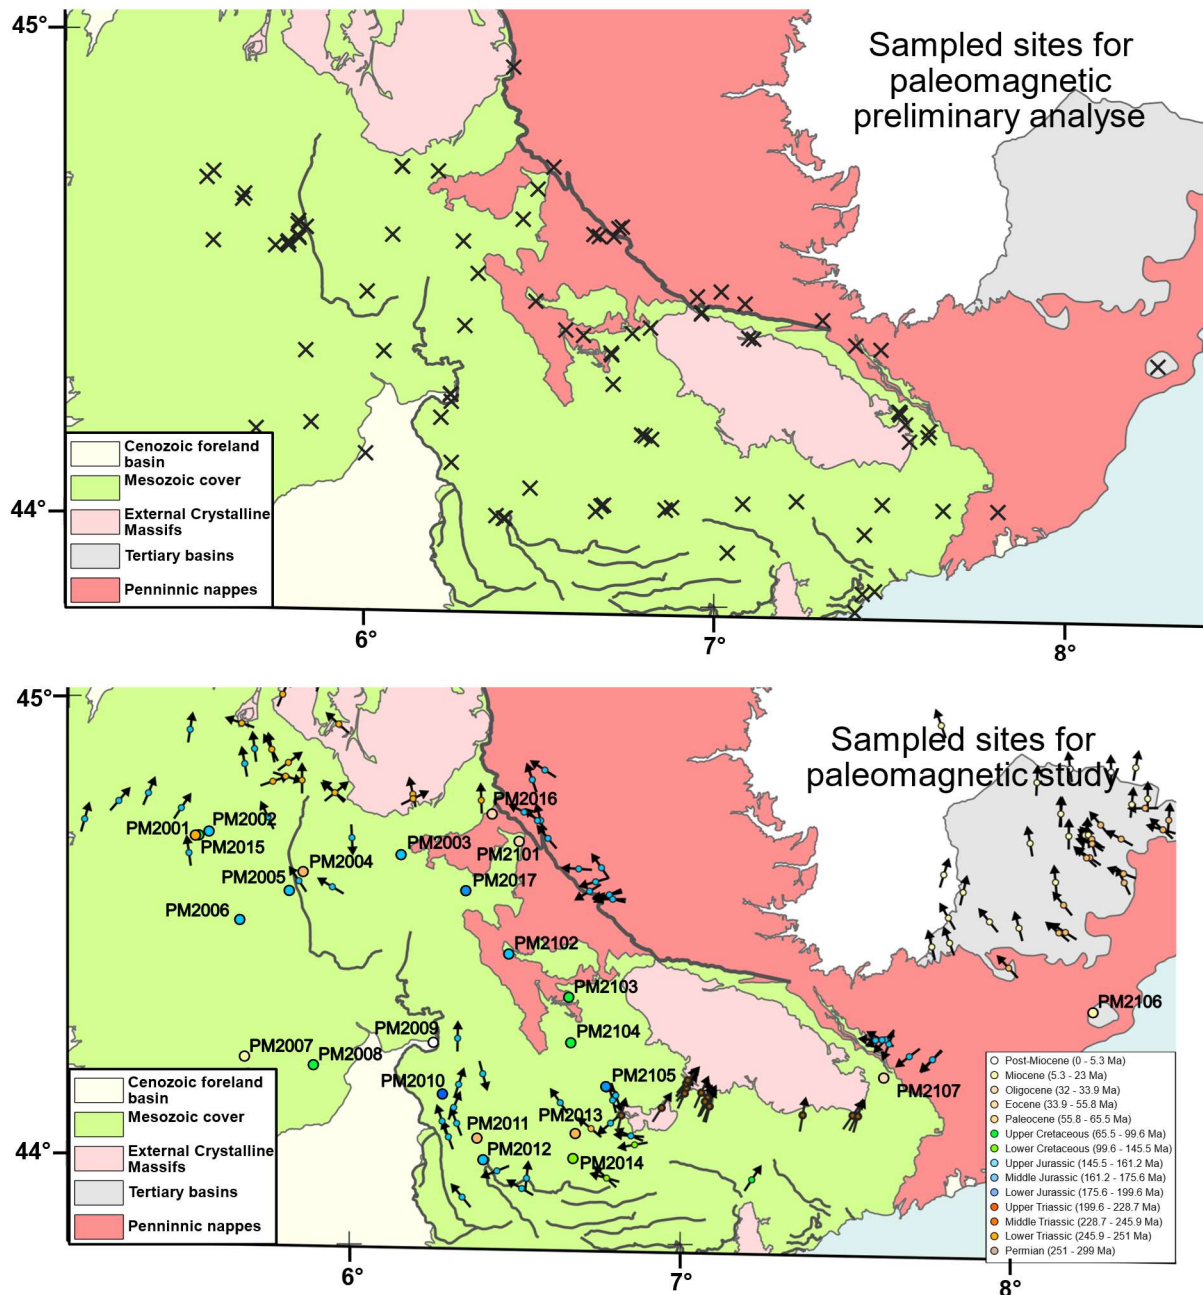 45°
Sampled sites for
paleomagnetic
preliminary analyse
44°
Cenozoic foreland
basin
Mesozoic cover
External Crystalline
Massifs
Tertiary basins
Penninnic nappes
6°
7°
8°
45°
Sampled sites for
paleomagnetic study
PM2016
PM2001
PM2002
PM2015
PM2003
PM2101
PM2004
PM2005
PM2017
PM2006
PM2102
PM2103
PM2106
PM2009
PM2104
PM2007
PM2008
PM2010
PM2105
PM2107
PM2011
PM2013
PM2012
PM2014
44°
Cenozoic foreland
basin
Mesozoic cover
External Crystalline
Massifs
Tertiary basins
Penninnic nappes
Post-Miocene (0 - 5.3 Ma)
Miocene (5.3 - 23 Ma)
Oligocene (32 - 33.9 Ma)
Eocene (33.9 - 55.8 Ma)
Paleocene (55.8 - 65.5 Ma)
Upper Cretaceous (65.5 - 99.6 Ma)
Lower Cretaceous (99.6 - 145.5 Ma)
Upper Jurassic (145.5 - 161.2 Ma)
Middle Jurassic (161.2 - 175.6 Ma)
Lower Jurassic (175.6 - 199.6 Ma)
Upper Triassic (199.6 - 228.7 Ma)
Middle Triassic (228.7 - 245.9 Ma)
Lower Triassic (245.9 - 251 Ma)
Permian (251 - 299 Ma)
6°
7°
8°